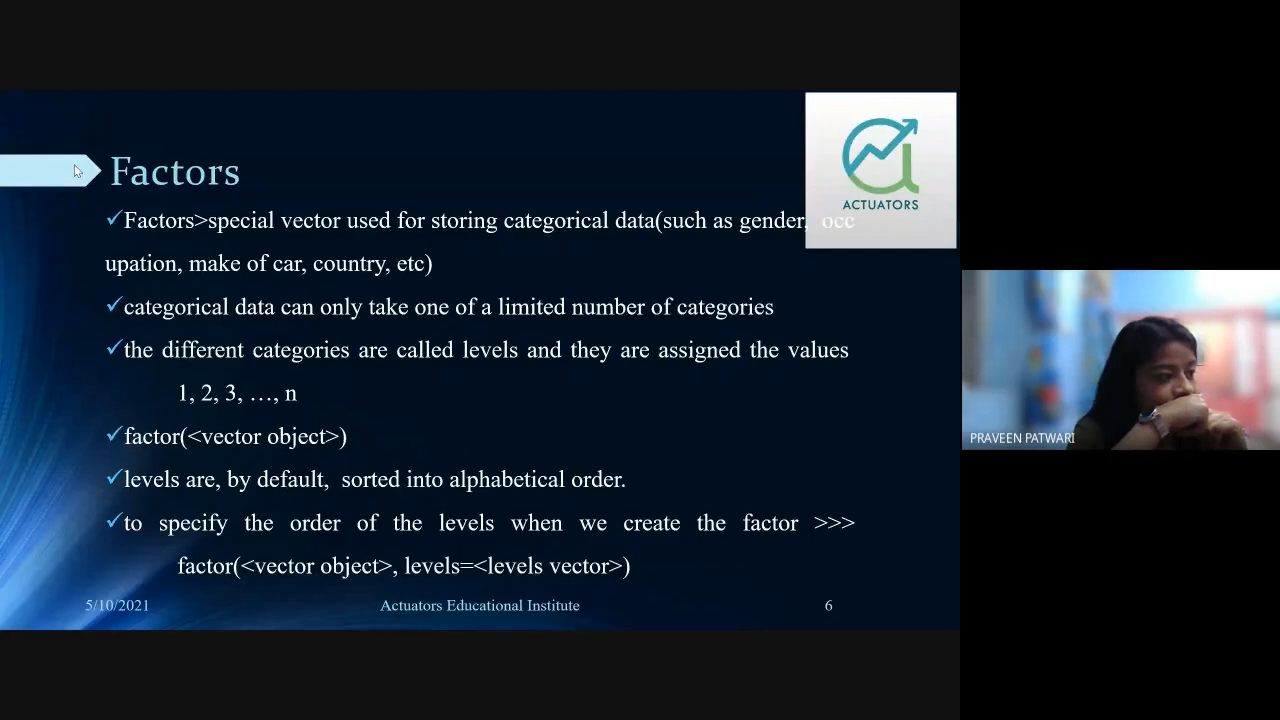 Factors
ACTUATORS
✓Factors>special vector used for storing categorical data(such as gender, occ
upation, make of car, country, etc)
✓categorical data can only take one of a limited number of categories
✓the different categories are called levels and they are assigned the values
1, 2, 3, …, n
✓factor(<vector object>)
✓levels are, by default, sorted into alphabetical order.
✓to specify the order of the levels when we create the factor >>>
factor(<vector object>, levels=<levels vector>)
5/10/2021 Actuators Educational Institute 6
PRAVEEN PATWARI